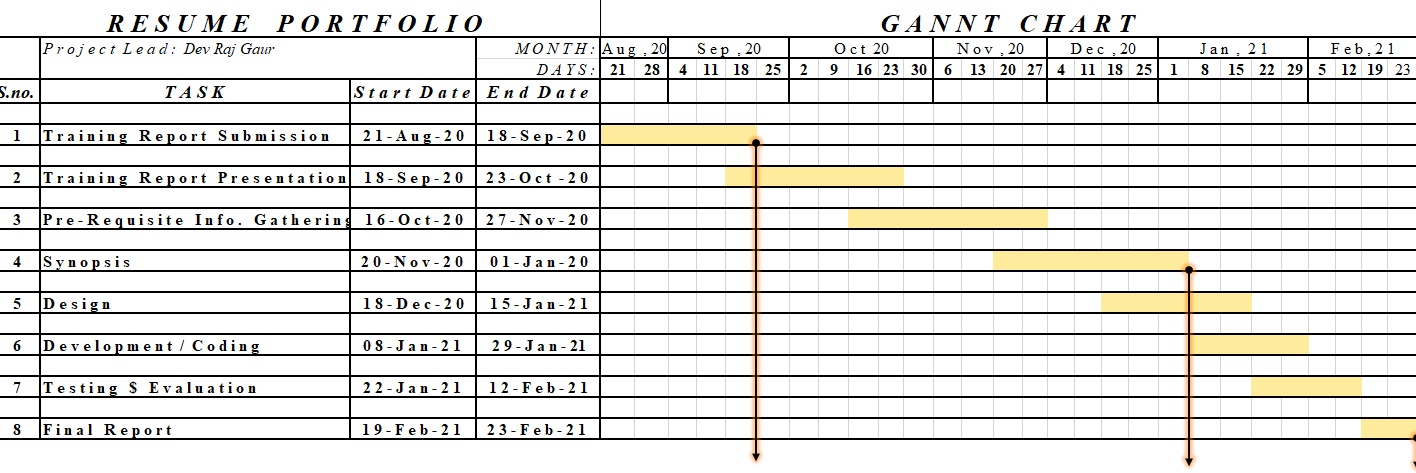 RESUME PORTFOLIO GANNT CHART
Project Lead: Dev Raj Gaur MONTH: Aug ,20 Sep ,20 Oct 20 Nov ,20 Dec ,20 Jan , 21 Feb,21
DAYS: 21 28 4 11 18 25 2 9 16 23 30 6 13 20 27 4 11 18 25 1 8 15 22 29 5 12 19 23
S.no. TASK Start Date End Date
1 Training Report Submission 21-Aug-20 18-Sep-20
2 Training Report Presentation 18-Sep-20 23-Oct-20
3 Pre-Requisite Info. Gathering 16-Oct-20 27-Nov-20
4 Synopsis 20-Nov-20 01-Jan-20
5 Design 18-Dec-20 15-Jan-21
6 Development / Coding 08-Jan-21 29-Jan-21
7 Testing $ Evaluation 22-Jan-21 12-Feb-21
8 Final Report 19-Feb-21 23-Feb-21